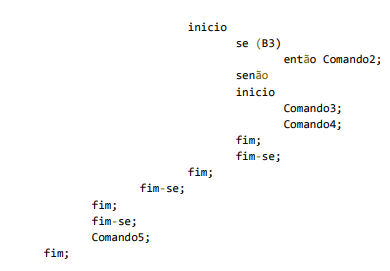 inicio
se (B3)
então Comando2;
senão
inicio
Comando3;
Comando4;
fim;
fim-se;
fim;
fim-se;
fim;
fim-se;
Comando5;
fim;